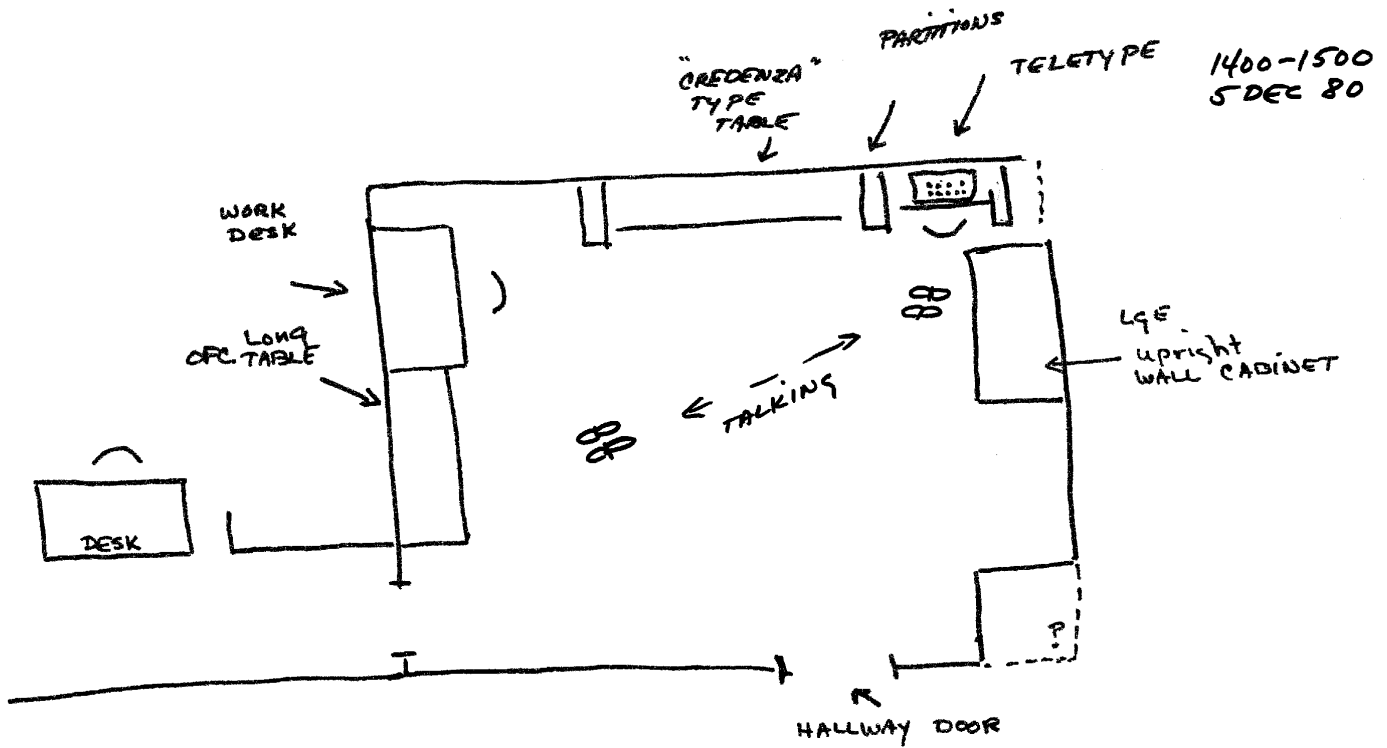 PARTITIONS
"CREDENZA"
TYPE
TABLE
TELETYPE
1400-1500
5 DEC 80
WORK
DESK
LONG
OFC. TABLE
TALKING
LGE
upright
WALL CABINET
DESK
?
HALLWAY DOOR